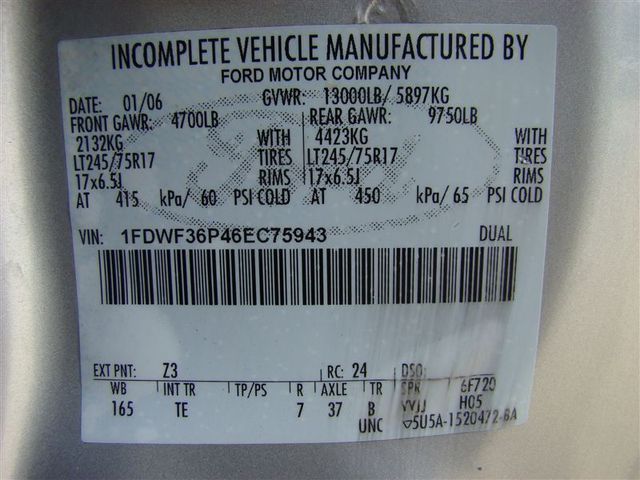 INCOMPLETE VEHICLE MANUFACTURED BY
FORD MOTOR COMPANY
DATE: 01/06 GVWR: 13000LB/ 5897KG
FRONT GAWR: 4700LB REAR GAWR: 9750LB
2132KG WITH 4423KG WITH
LT245/75R17 TIRES LT245/75R17 TIRES
17x6.5J RIMS 17x6.5J RIMS
AT 415 kPa/ 60 PSI COLD AT 450 kPa/ 65 PSI COLD
VIN: 1FDWF36P46EC75943 DUAL
EXT PNT: Z3 RC: 24 DSO
WB INT TR TP/PS R AXLE TR SPR 6F720
165 TE 7 37 B VVJJ H05
UNC ▽5U5A-1520472-BA